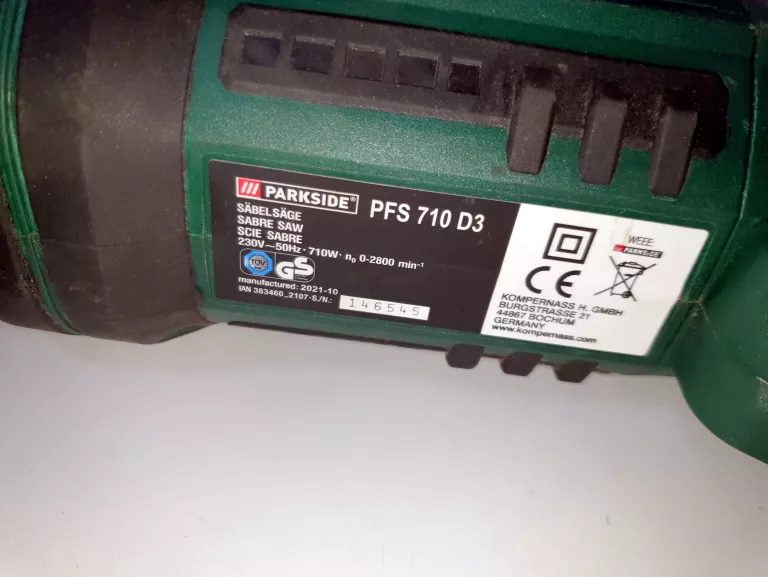 PARKSIDE® PFS 710 D3
SÄBELSÄGE
SABRE SAW
SCIE SABRE
230V~50Hz · 710W · n₀ 0-2800 min⁻¹
TÜV
GS
manufactured: 2021-10
IAN 383460_2107-S./N.: 146545
WEEE:
PARKSIDE
CE
KOMPERNASS H. GMBH
BURGSTRASSE 21
44867 BOCHUM
GERMANY
www.kompernass.com